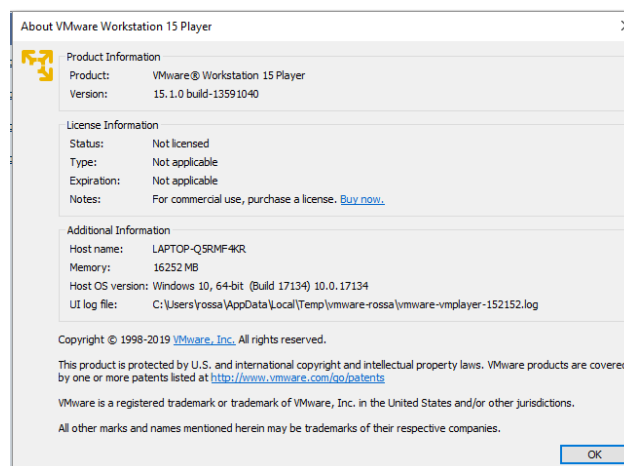 About VMware Workstation 15 Player
Product Information
Product: VMware® Workstation 15 Player
Version: 15.1.0 build-13591040
License Information
Status: Not licensed
Type: Not applicable
Expiration: Not applicable
Notes: For commercial use, purchase a license. Buy now.
Additional Information
Host name: LAPTOP-Q5RMF4KR
Memory: 16252 MB
Host OS version: Windows 10, 64-bit (Build 17134) 10.0.17134
UI log file: C:\Users\rossa\AppData\Local\Temp\vmware-rossa\vmware-vmplayer-152152.log
Copyright © 1998-2019 VMware, Inc. All rights reserved.
This product is protected by U.S. and international copyright and intellectual property laws. VMware products are covered
by one or more patents listed at http://www.vmware.com/go/patents
VMware is a registered trademark or trademark of VMware, Inc. in the United States and/or other jurisdictions.
All other marks and names mentioned herein may be trademarks of their respective companies.
OK